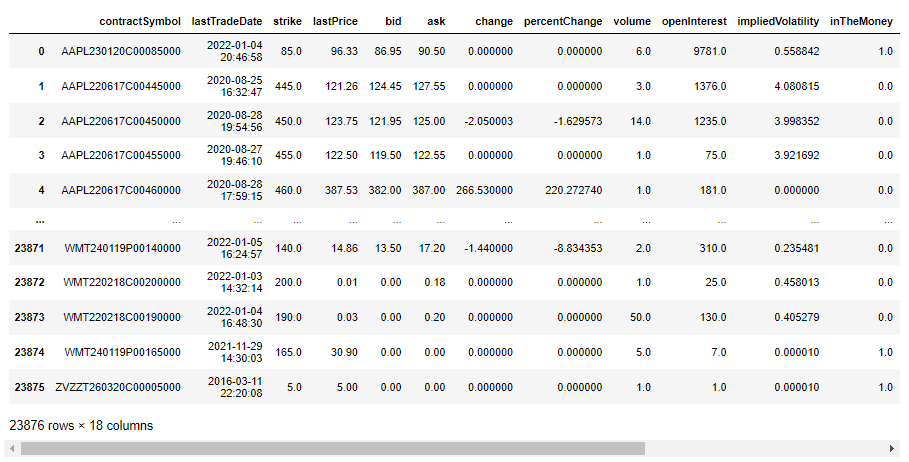 contractSymbol lastTradeDate strike lastPrice bid ask change percentChange volume openInterest impliedVolatility inTheMoney
0 AAPL230120C00085000 2022-01-04 20:46:58 85.0 96.33 86.95 90.50 0.000000 0.000000 6.0 9781.0 0.558842 1.0
1 AAPL220617C00445000 2020-08-25 16:32:47 445.0 121.26 124.45 127.55 0.000000 0.000000 3.0 1376.0 4.080815 0.0
2 AAPL220617C00450000 2020-08-28 19:54:56 450.0 123.75 121.95 125.00 -2.050003 -1.629573 14.0 1235.0 3.998352 0.0
3 AAPL220617C00455000 2020-08-27 19:46:10 455.0 122.50 119.50 122.55 0.000000 0.000000 1.0 75.0 3.921692 0.0
4 AAPL220617C00460000 2020-08-28 17:59:15 460.0 387.53 382.00 387.00 266.530000 220.272740 1.0 181.0 0.000000 0.0
... ... ... ... ... ... ... ... ... ... ... ... ...
23871 WMT240119P00140000 2022-01-05 16:24:57 140.0 14.86 13.50 17.20 -1.440000 -8.834353 2.0 310.0 0.235481 0.0
23872 WMT220218C00200000 2022-01-03 14:32:14 200.0 0.01 0.00 0.18 0.000000 0.000000 1.0 25.0 0.458013 0.0
23873 WMT220218C00190000 2022-01-04 16:48:30 190.0 0.03 0.00 0.20 0.000000 0.000000 50.0 130.0 0.405279 0.0
23874 WMT240119P00165000 2021-11-29 14:30:03 165.0 30.90 0.00 0.00 0.000000 0.000000 5.0 7.0 0.000010 1.0
23875 ZVZZT260320C00005000 2016-03-11 22:20:08 5.0 5.00 0.00 0.00 0.000000 0.000000 1.0 1.0 0.000010 1.0
23876 rows × 18 columns